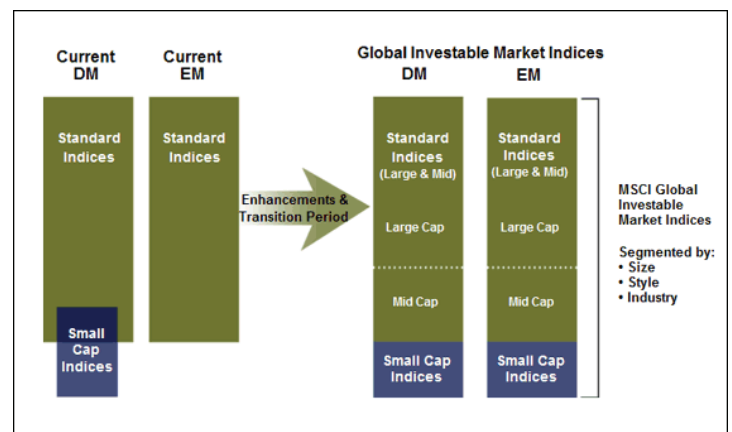 Current
DM
Current
EM
Global Investable Market Indices
DM
EM
Standard
Indices
Standard
Indices
Small
Cap
Indices
Enhancements &
Transition Period
Standard
Indices
(Large & Mid)
Large Cap
Mid Cap
Small Cap
Indices
Standard
Indices
(Large & Mid)
Large Cap
Mid Cap
Small Cap
Indices
MSCI Global
Investable
Market Indices
Segmented by:
• Size
• Style
• Industry